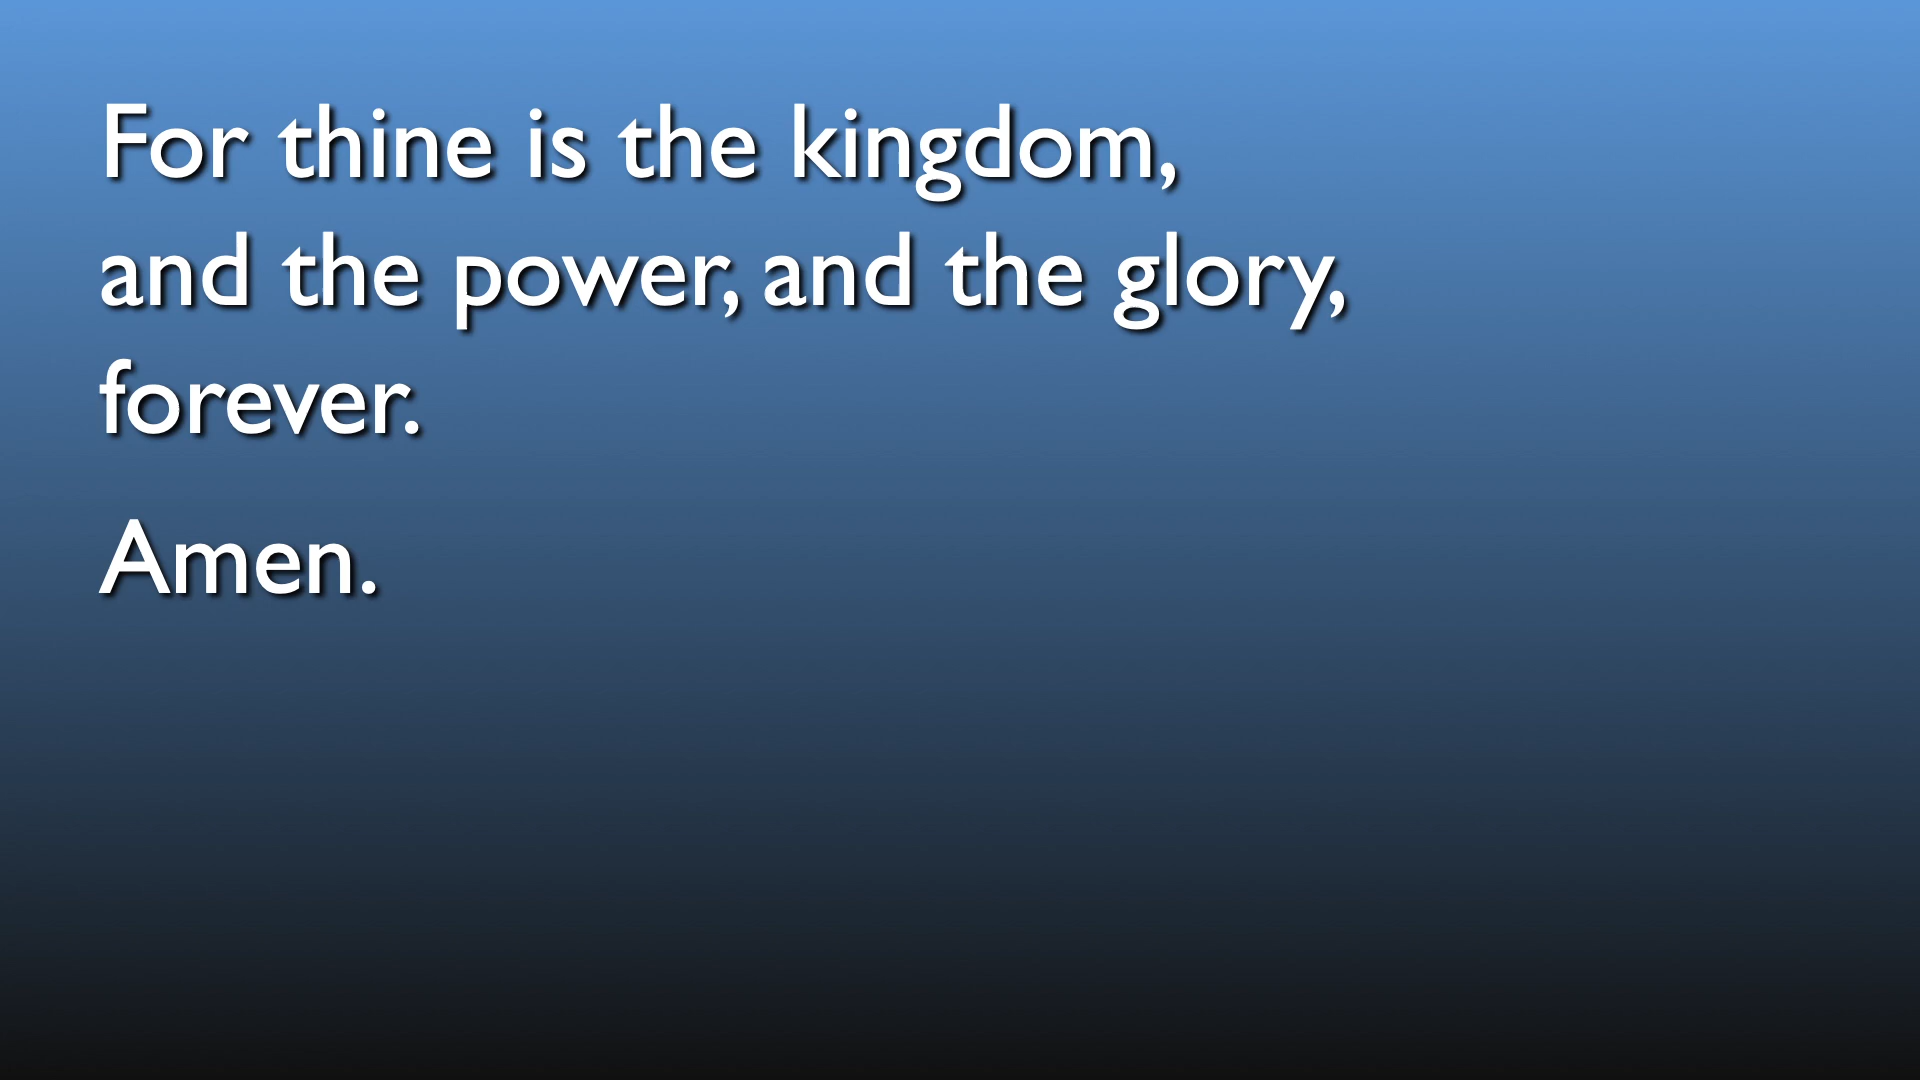 For thine is the kingdom,
and the power, and the glory,
forever.
Amen.